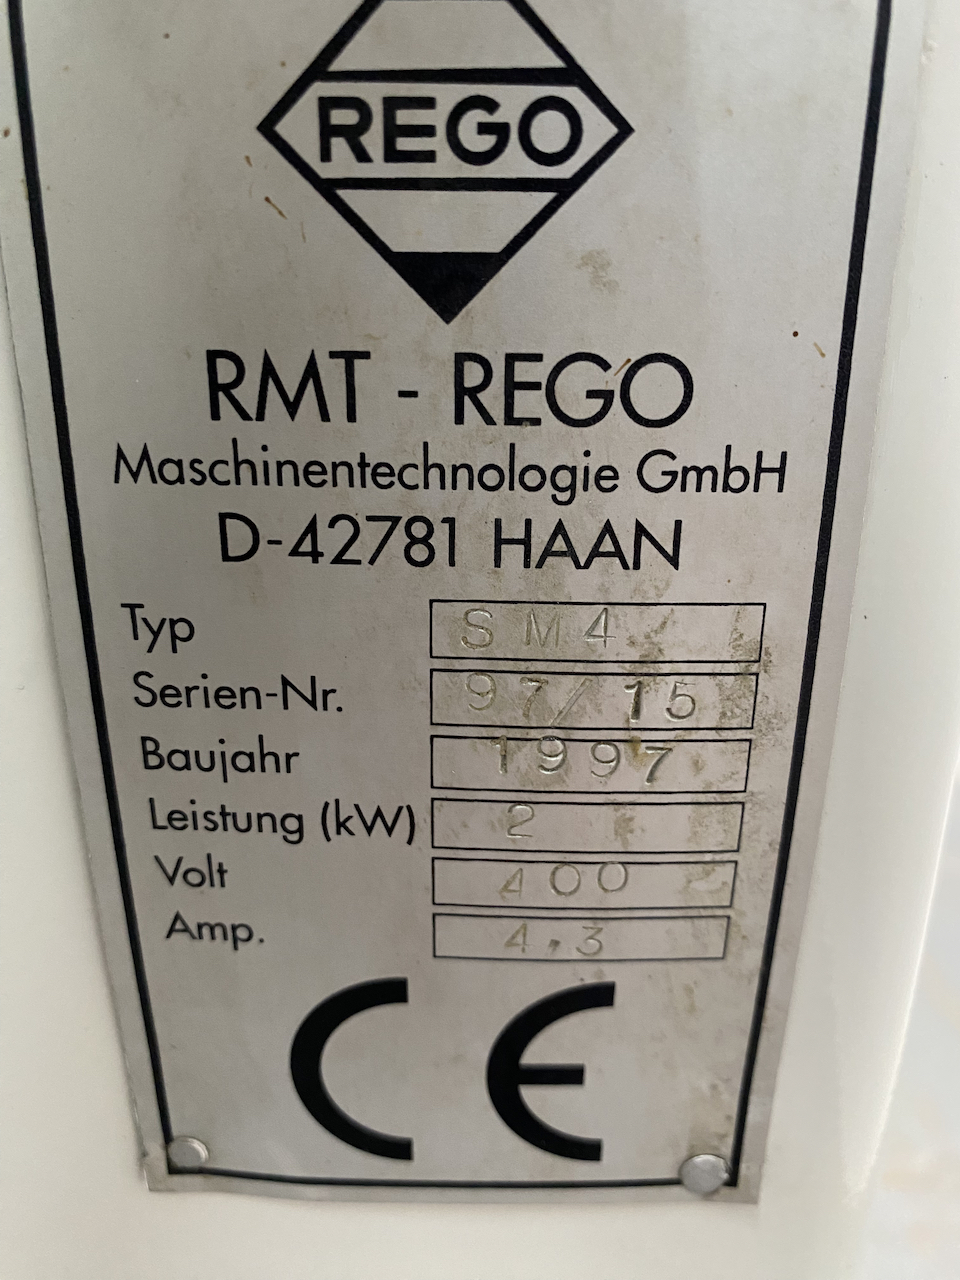 REGO
RMT - REGO
Maschinentechnologie GmbH
D-42781 HAAN
Typ SM4
Serien-Nr. 97/15
Baujahr 1997
Leistung (kW) 2
Volt 400
Amp. 4,3
CE